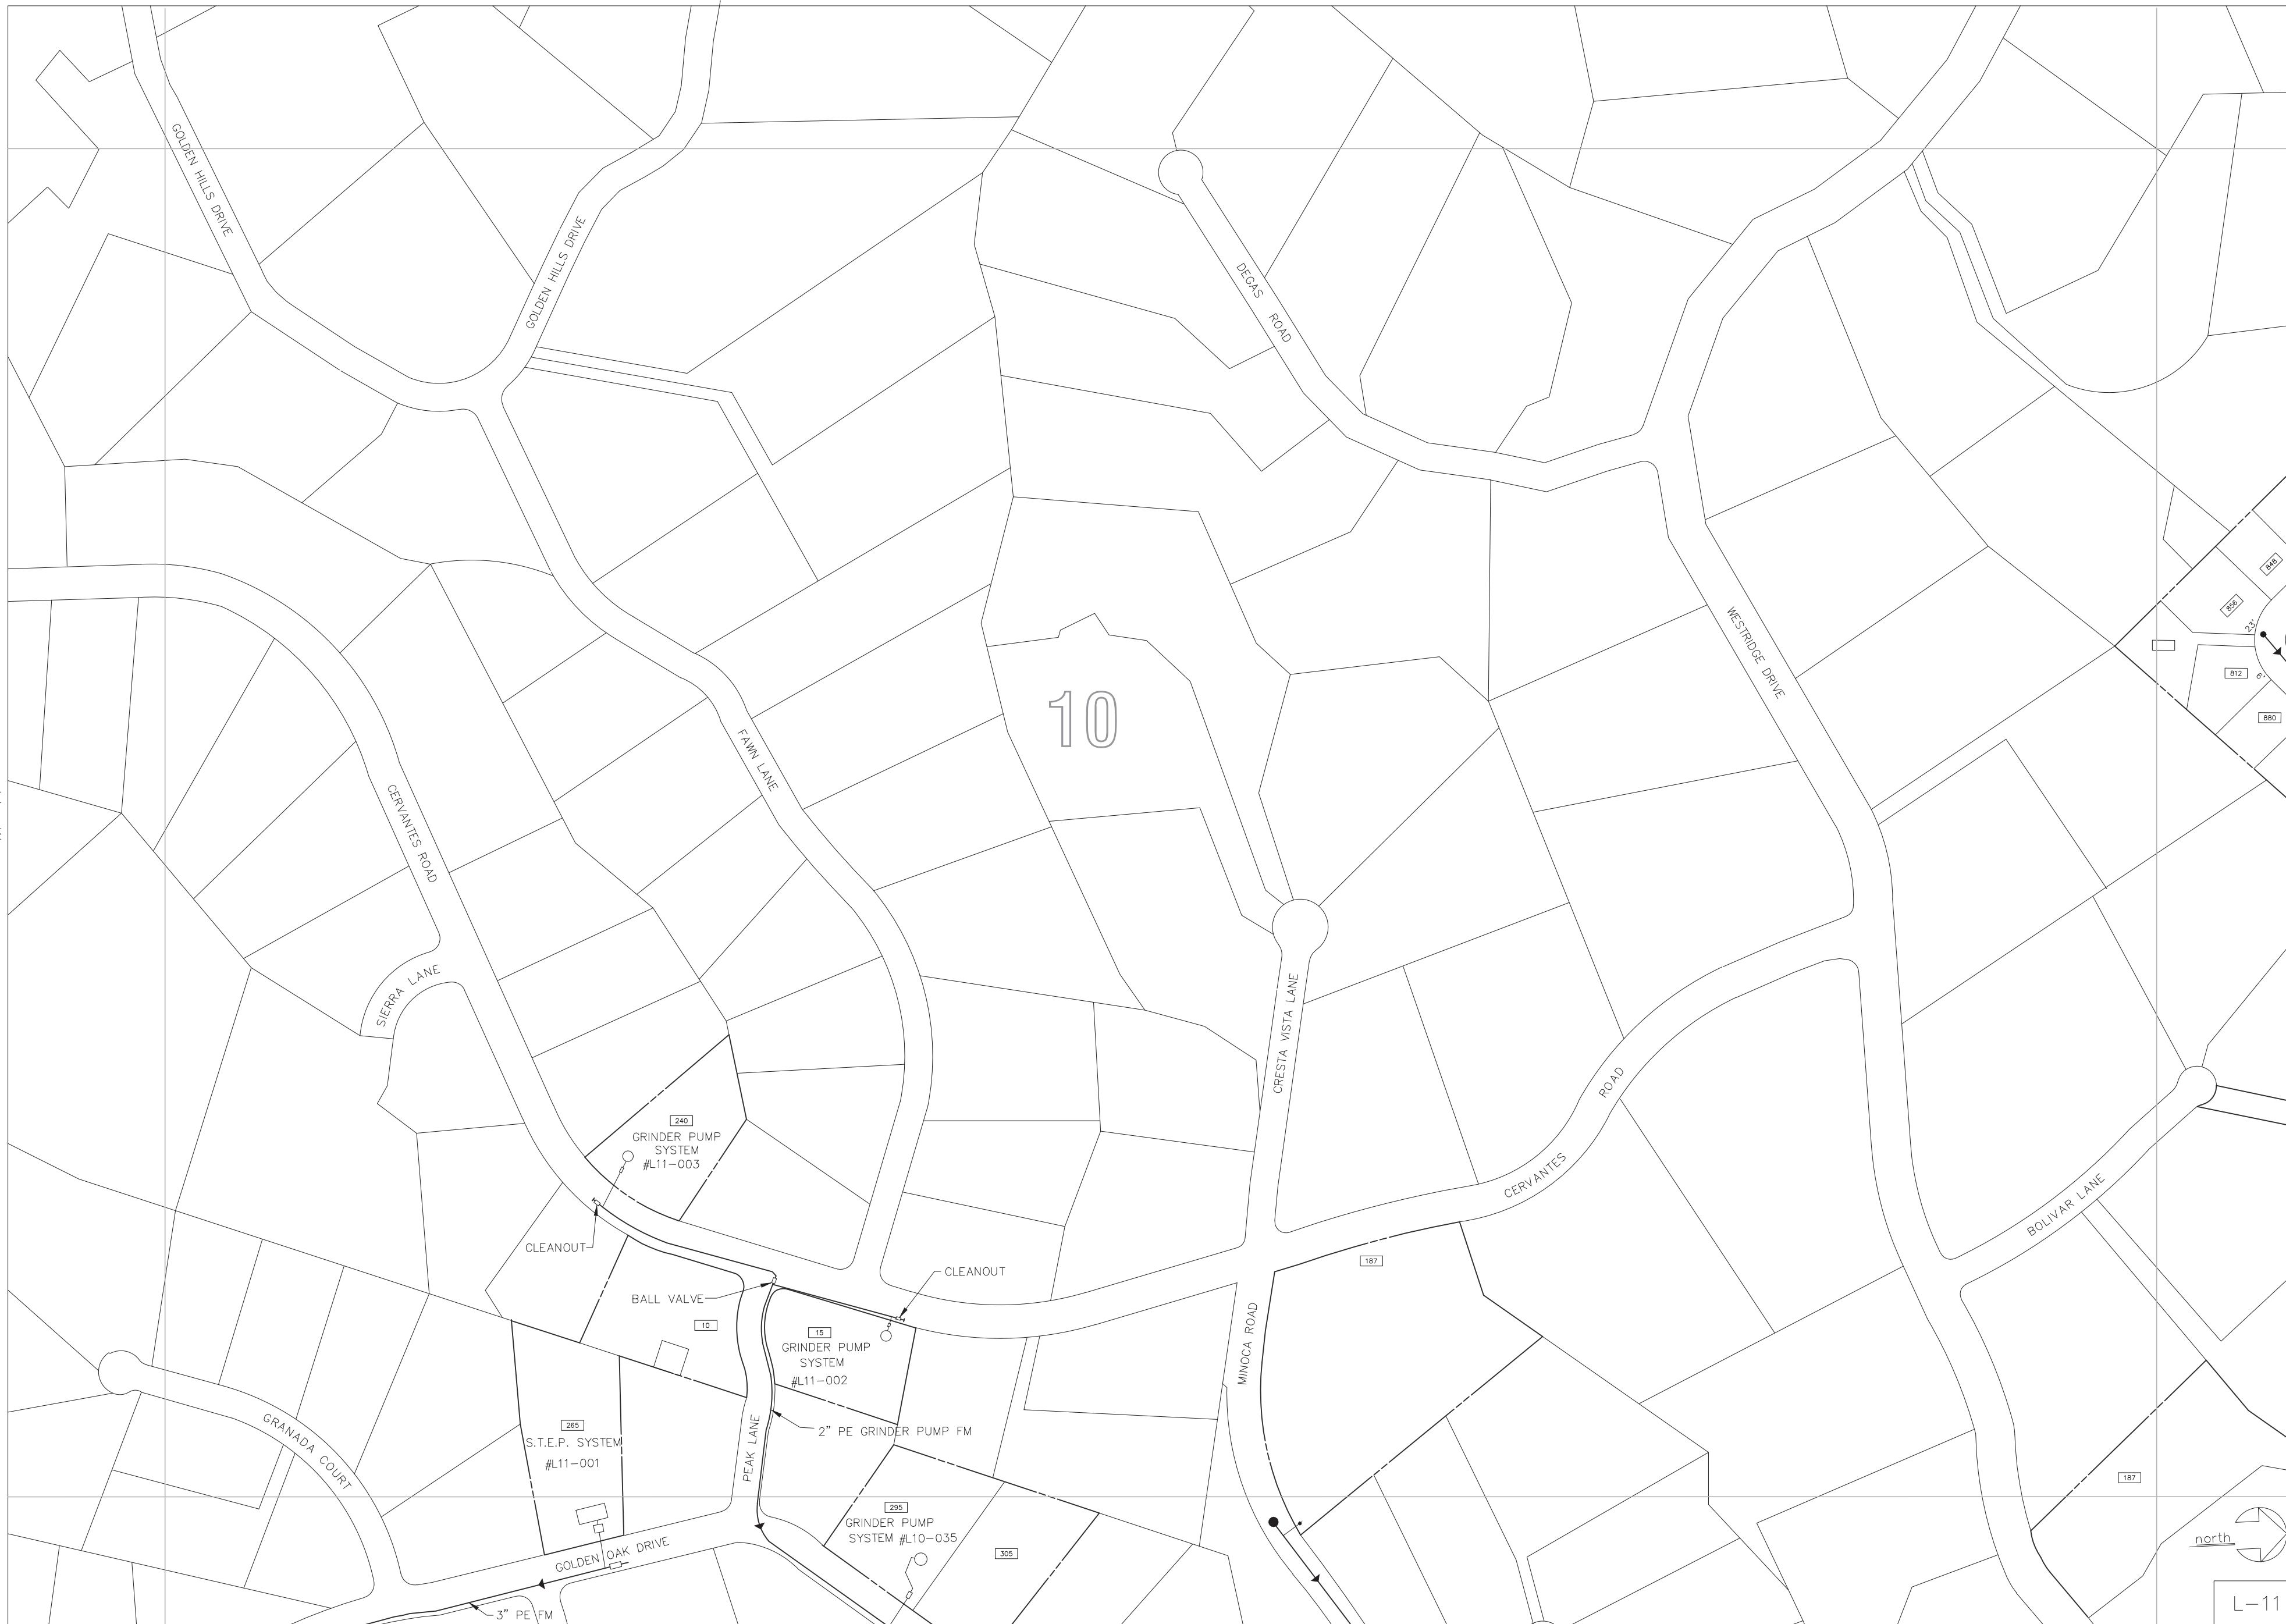 GOLDEN HILLS DRIVE
GOLDEN HILLS DRIVE
DEGAS ROAD
848
856
23'
812
6'
880
WESTRIDGE DRIVE
10
FAWN LANE
CERVANTES ROAD
SIERRA LANE
CRESTA VISTA LANE
ROAD
CERVANTES
BOLIVAR LANE
240
GRINDER PUMP
SYSTEM
#L11-003
CLEANOUT
CLEANOUT
BALL VALVE
10
15
GRINDER PUMP
SYSTEM
#L11-002
187
MINOCA ROAD
2" PE GRINDER PUMP FM
PEAK LANE
265
S.T.E.P. SYSTEM
#L11-001
GRANADA COURT
187
295
GRINDER PUMP
SYSTEM #L10-035
305
GOLDEN OAK DRIVE
3" PE FM
north
L-11